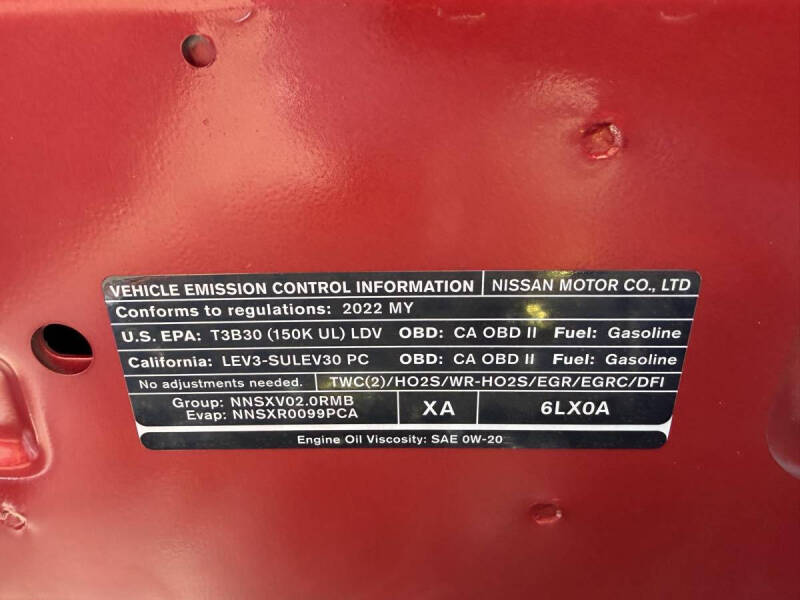 VEHICLE EMISSION CONTROL INFORMATION NISSAN MOTOR CO., LTD
Conforms to regulations: 2022 MY
U.S. EPA: T3B30 (150K UL) LDV OBD: CA OBD II Fuel: Gasoline
California: LEV3-SULEV30 PC OBD: CA OBD II Fuel: Gasoline
No adjustments needed. TWC(2)/HO2S/WR-HO2S/EGR/EGRC/DFI
Group: NNSXV02.0RMB
Evap: NNSXR0099PCA
XA
6LX0A
Engine Oil Viscosity: SAE 0W-20